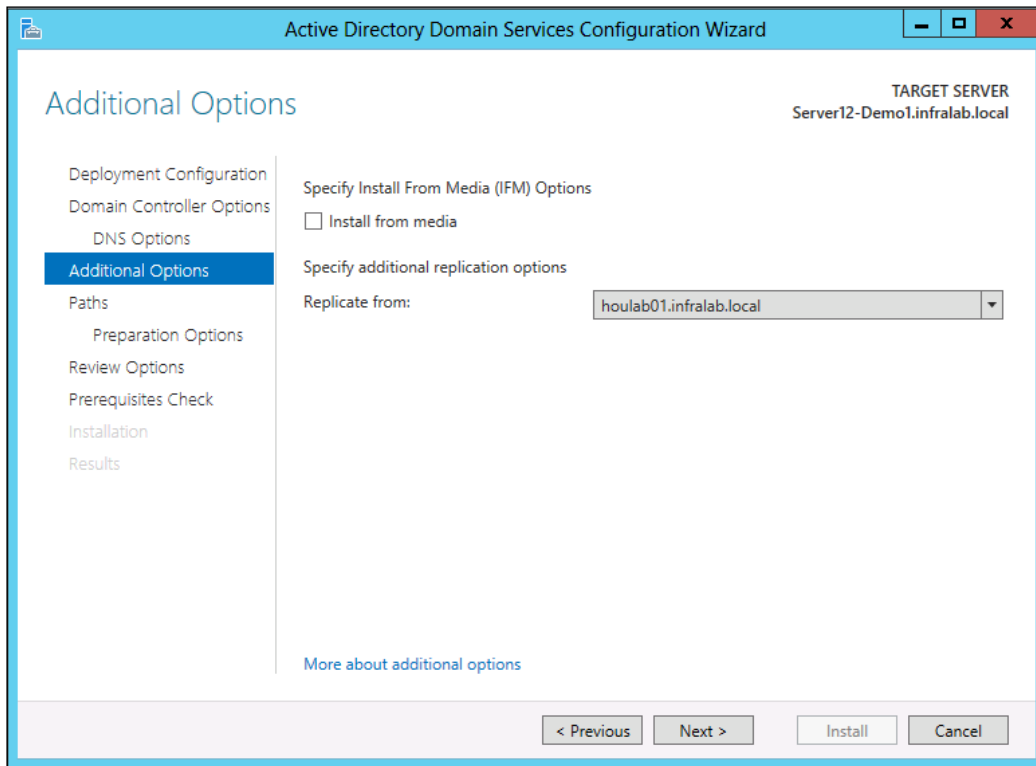 Active Directory Domain Services Configuration Wizard
Additional Options
TARGET SERVER
Server12-Demo1.infralab.local
Deployment Configuration
Domain Controller Options
DNS Options
Additional Options
Paths
Preparation Options
Review Options
Prerequisites Check
Installation
Results
Specify Install From Media (IFM) Options
Install from media
Specify additional replication options
Replicate from: houlab01.infralab.local
More about additional options
< Previous Next > Install Cancel